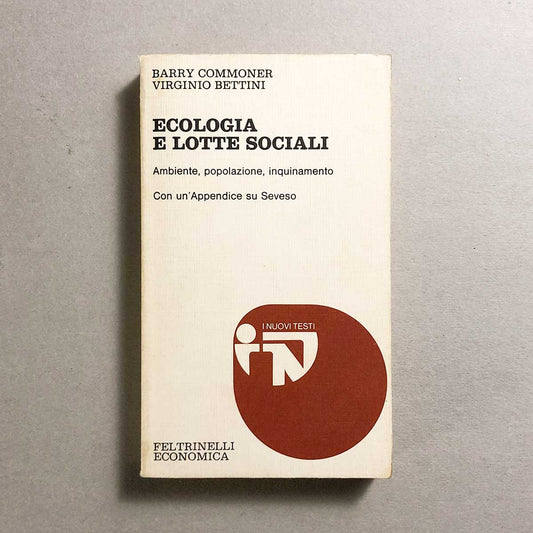 BARRY COMMONER
VIRGINIO BETTINI
ECOLOGIA
E LOTTE SOCIALI
Ambiente, popolazione, inquinamento
Con un'Appendice su Seveso
I NUOVI TESTI
iNT
FELTRINELLI
ECONOMICA